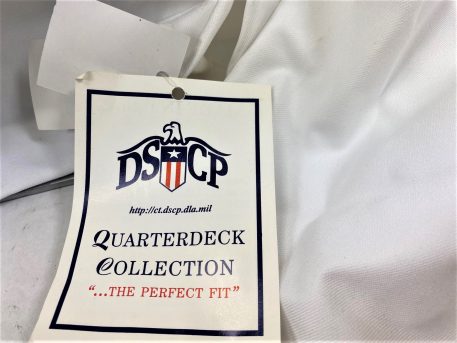 DSCP
http://ct.dscp.dla.mil
QUARTERDECK
COLLECTION
"...THE PERFECT FIT"